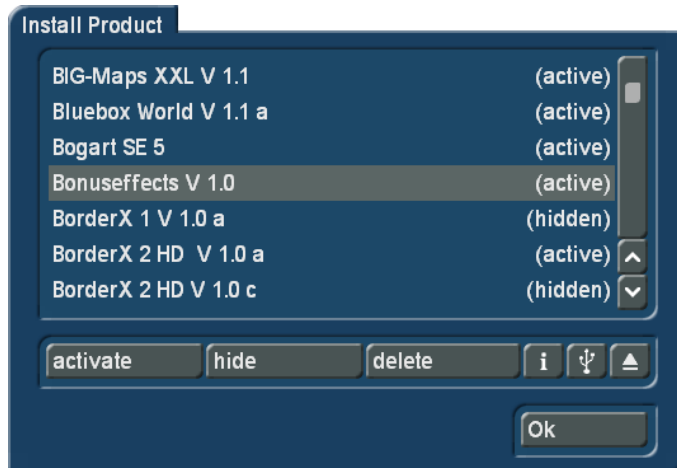 Install Product
BIG-Maps XXL V 1.1 (active)
Bluebox World V 1.1 a (active)
Bogart SE 5 (active)
Bonuseffects V 1.0 (active)
BorderX 1 V 1.0 a (hidden)
BorderX 2 HD  V 1.0 a (active)
BorderX 2 HD V 1.0 c (hidden)
activate hide delete i
Ok